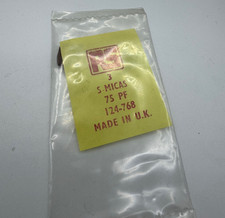 3
S. MICAS
75 PF
124-768
MADE IN U.K.